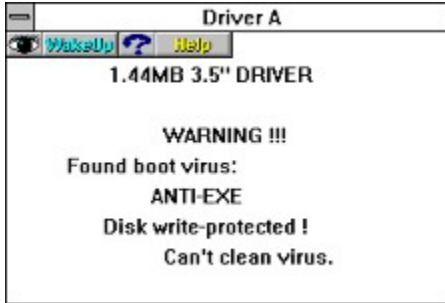 Driver A
WakeUp ? Help
1.44MB 3.5" DRIVER
WARNING !!!
Found boot virus:
ANTI-EXE
Disk write-protected !
Can't clean virus.